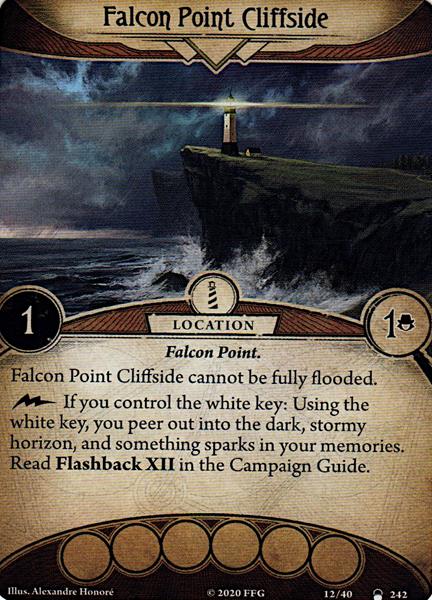 Falcon Point Cliffside
1
1
LOCATION
Falcon Point.
Falcon Point Cliffside cannot be fully flooded.
If you control the white key: Using the
white key, you peer out into the dark, stormy
horizon, and something sparks in your memories.
Read Flashback XII in the Campaign Guide.
Illus. Alexandre Honoré
© 2020 FFG
12/40
242